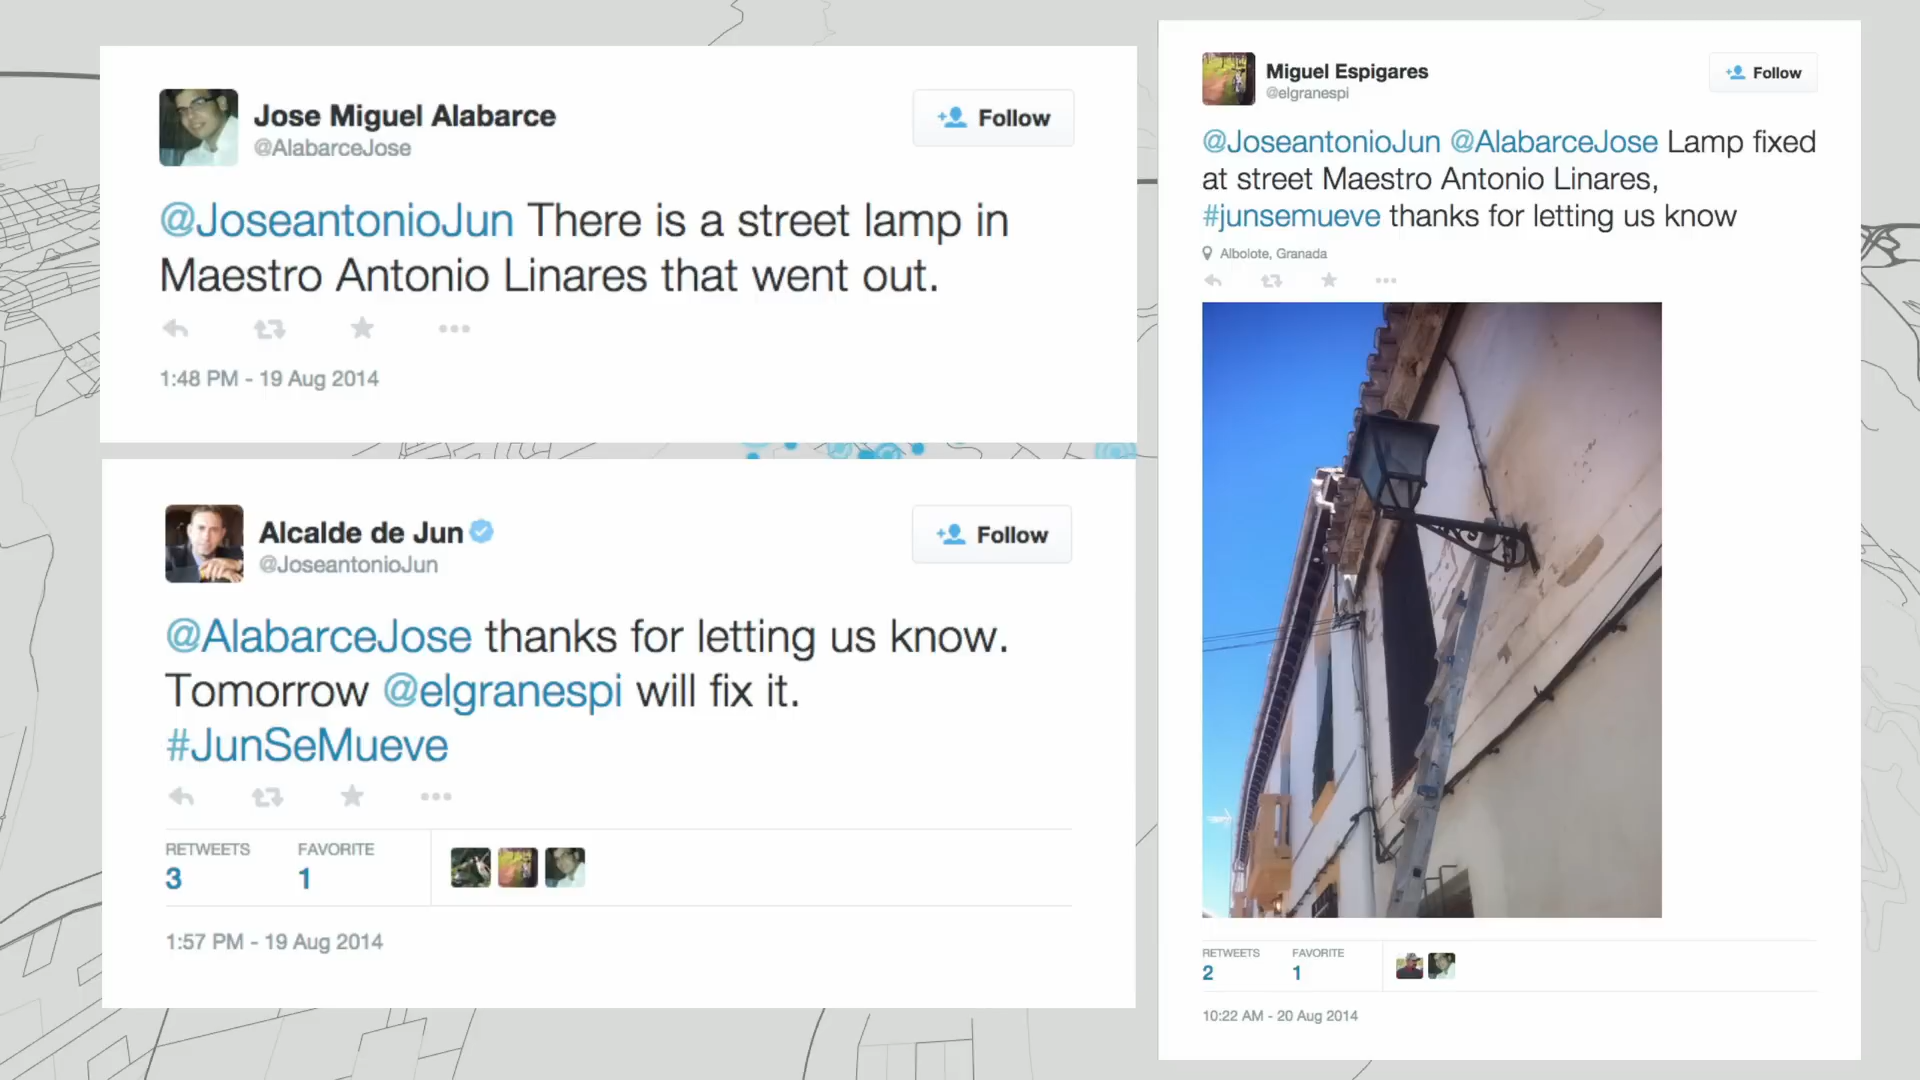 Jose Miguel Alabarce
@AlabarceJose
Follow
@JoseantonioJun There is a street lamp in
Maestro Antonio Linares that went out.
1:48 PM - 19 Aug 2014
Alcalde de Jun
@JoseantonioJun
Follow
@AlabarceJose thanks for letting us know.
Tomorrow @elgranespi will fix it.
#JunSeMueve
RETWEETS FAVORITE
3 1
1:57 PM - 19 Aug 2014
Miguel Espigares
@elgranespi
Follow
@JoseantonioJun @AlabarceJose Lamp fixed
at street Maestro Antonio Linares,
#junsemueve thanks for letting us know
Albolote, Granada
RETWEETS FAVORITE
2 1
10:22 AM - 20 Aug 2014